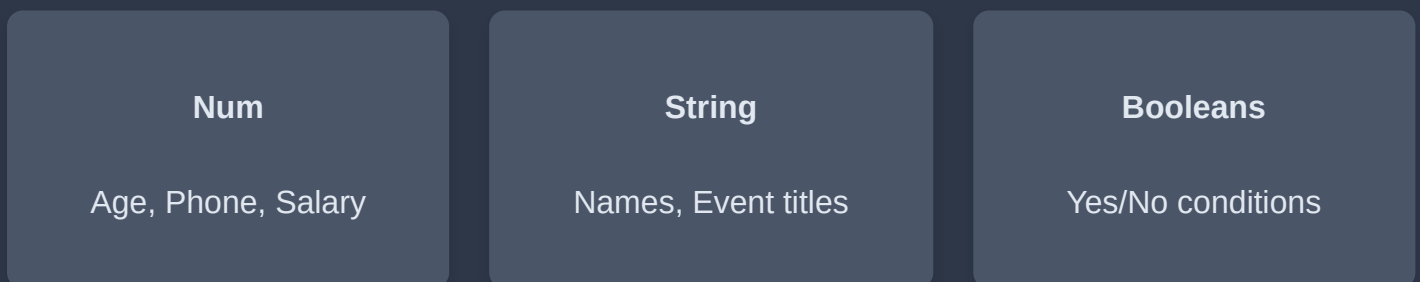 Num
Age, Phone, Salary
String
Names, Event titles
Booleans
Yes/No conditions